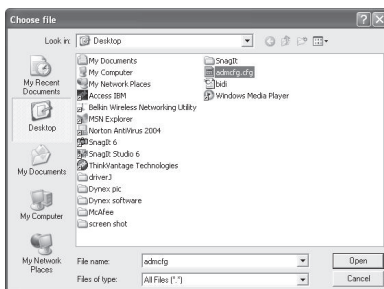 Choose file
Look in:
Desktop
My Recent Documents
Desktop
My Documents
My Computer
My Network Places
My Documents
My Computer
My Network Places
Access IBM
Belkin Wireless Networking Utility
MSN Explorer
Norton AntiVirus 2004
SnagIt 6
SnagIt Studio 6
ThinkVantage Technologies
driverJ
Dynex pic
Dynex software
McAfee
screen shot
SnagIt
admcfg.cfg
bidi
Windows Media Player
File name:
admcfg
Open
Files of type:
All Files (*.*)
Cancel